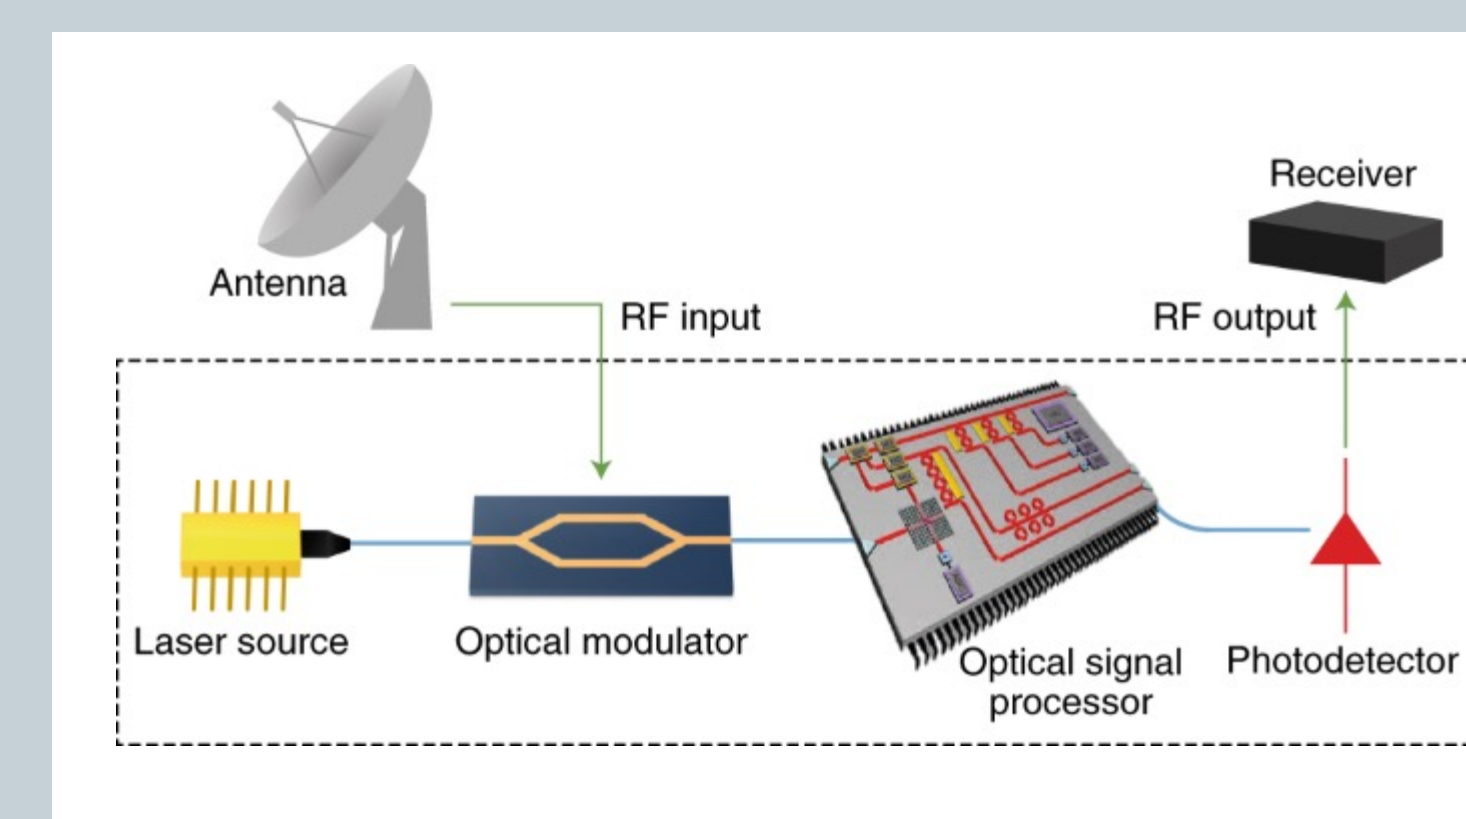 Receiver
Antenna
RF input
RF output
Laser source
Optical modulator
Optical signal
processor
Photodetector